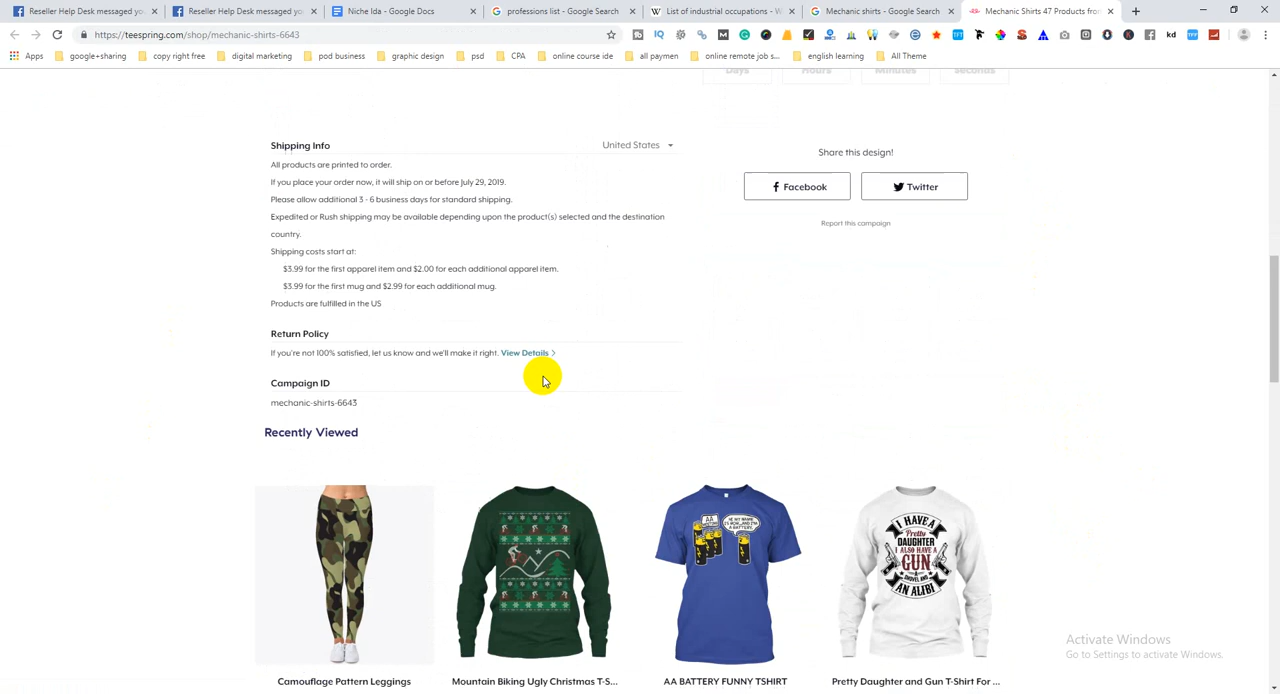 Reseller Help Desk messaged you
Reseller Help Desk messaged you
Niche Ida - Google Docs
professions list - Google Search
List of industrial occupations - W
Mechanic shirts - Google Search
Mechanic Shirts 47 Products from
https://teespring.com/shop/mechanic-shirts-6643
Apps
google+sharing
copy right free
digital marketing
pod business
graphic design
psd
CPA
online course ide
all paymen
online remote job s...
english learning
All Theme
Days
Hours
Minutes
Seconds
Shipping Info
United States
All products are printed to order.
If you place your order now, it will ship on or before July 29, 2019.
Please allow additional 3 - 6 business days for standard shipping.
Expedited or Rush shipping may be available depending upon the product(s) selected and the destination
country.
Shipping costs start at:
$3.99 for the first apparel item and $2.00 for each additional apparel item.
$3.99 for the first mug and $2.99 for each additional mug.
Products are fulfilled in the US
Share this design!
Facebook
Twitter
Report this campaign
Return Policy
If you're not 100% satisfied, let us know and we'll make it right. View Details >
Campaign ID
mechanic-shirts-6643
Recently Viewed
I HAVE A
Pretty
DAUGHTER
I ALSO HAVE A
GUN
SHOVEL AND
AN ALIBI
Camouflage Pattern Leggings
Mountain Biking Ugly Christmas T-S...
AA BATTERY FUNNY TSHIRT
Pretty Daughter and Gun T-Shirt For ...
Activate Windows
Go to Settings to activate Windows.